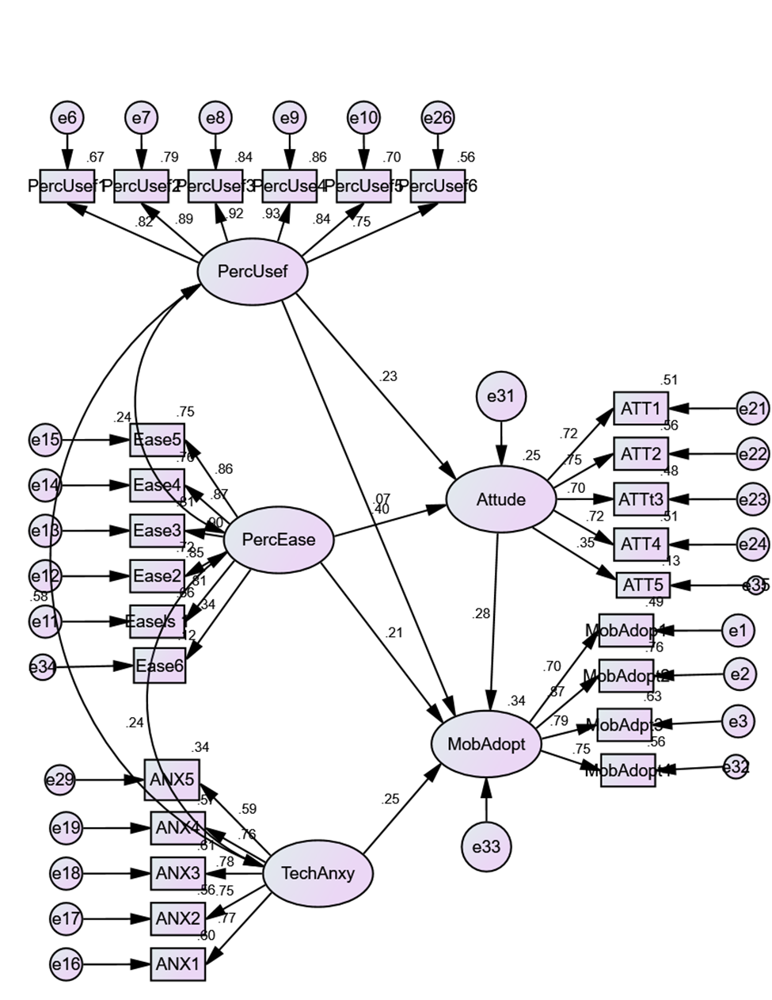 e6 e7 e8 e9 e10 e26
.67 .79 .84 .86 .70 .56
PercUsef1 PercUsef2 PercUsef3 PercUse4 PercUsef5 PercUsef6
.82 .89 .92 .93 .84 .75
PercUsef
.23
.51
e31 ATT1 e21
.24 .75 .72 .56
e15 Ease5 .25 .75 ATT2 e22
.76 .86 .48
e14 Ease4 .87 .70 ATTt3 e23
.81 .07 Attude .51
.40 .72
e13 Ease3 .90 PercEase ATT4 e24
.72 .85 .35 .13
e12 Ease2 .81 ATT5 e35
.58 .66 .34 .49
e11 EaseIs1 .28 MobAdop1 e1
.12 .21 .76
e34 Ease6 .70 MobAdopt2 e2
.34 .87 .63
.24 .79 MobAdpt3 e3
.34 MobAdopt .75 .56
e29 ANX5 MobAdopt4 e32
.57 .59 .25
e19 ANX4 .76 e33
.61 .78
e18 ANX3 TechAnxy
.56 .75
e17 ANX2 .77
.60
e16 ANX1